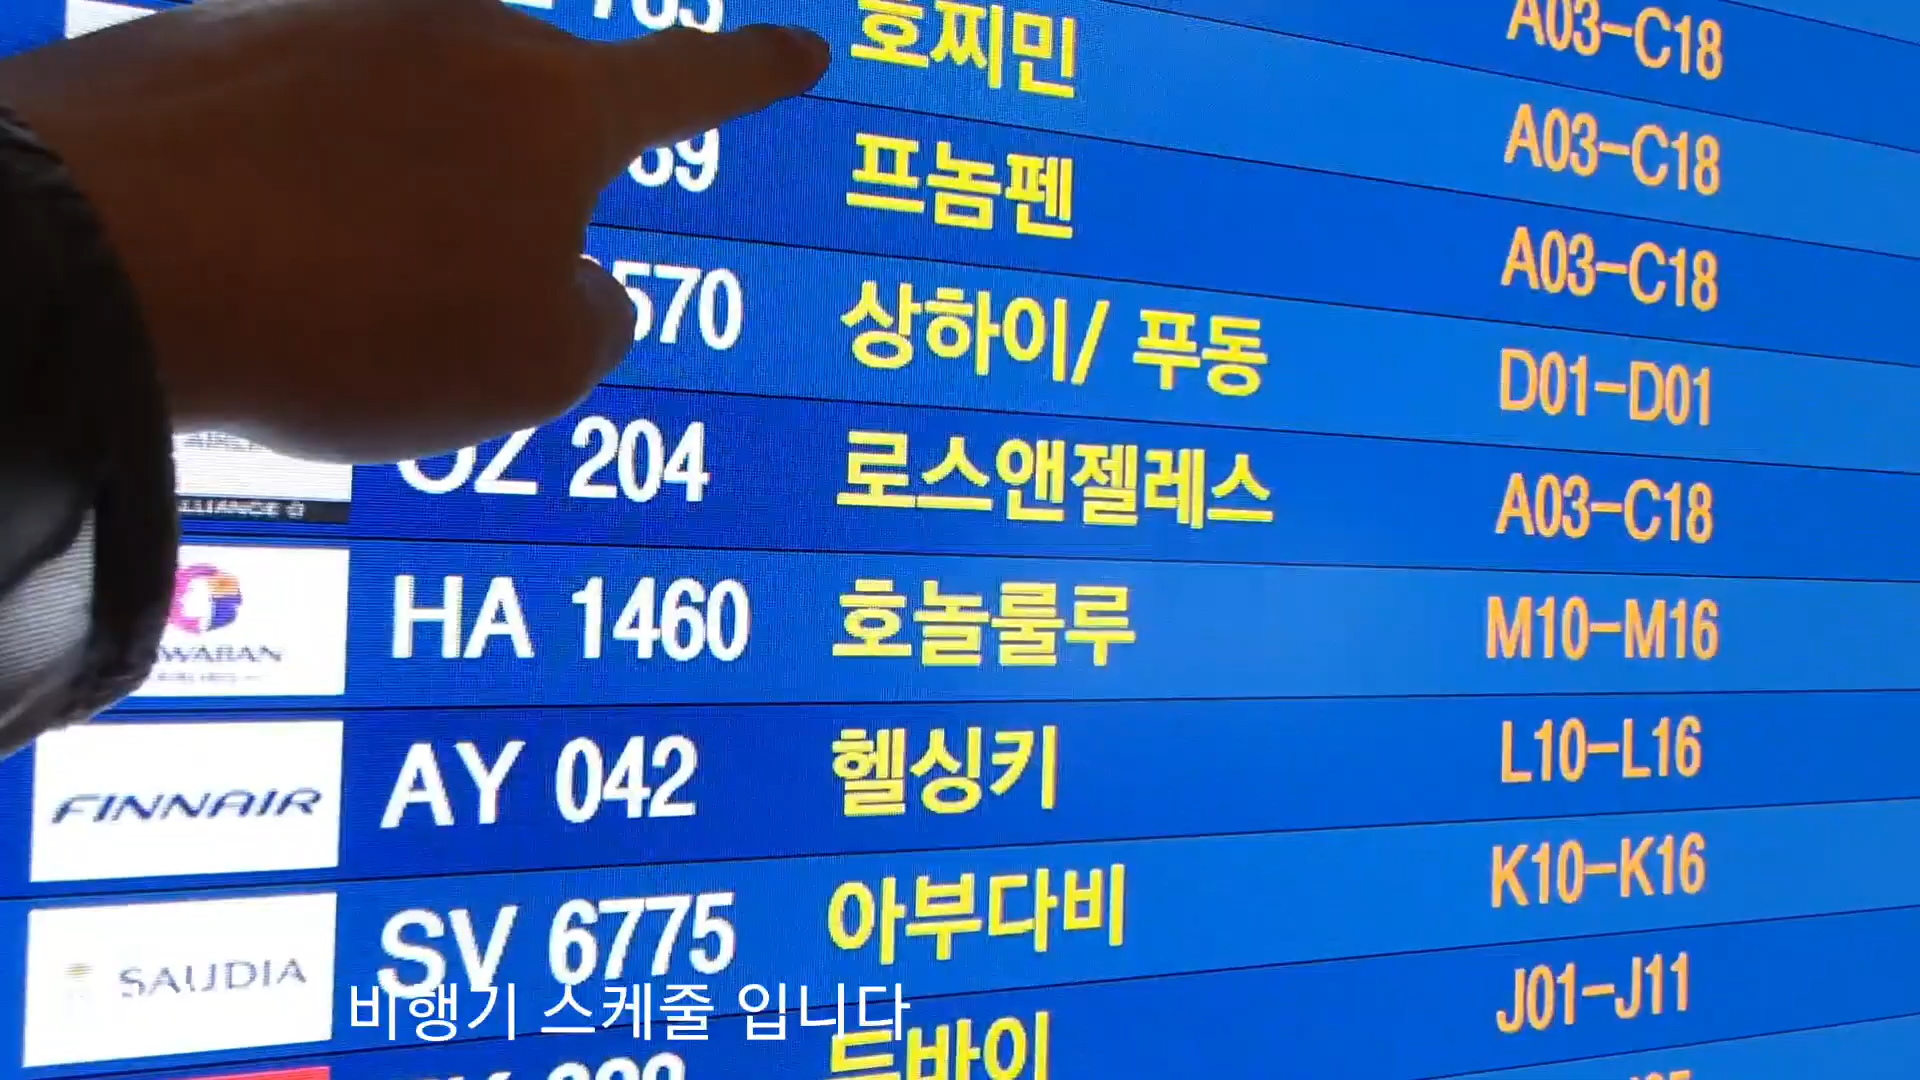 호찌민 A03-C18
프놈펜 A03-C18
A03-C18
570 상하이/ 푸동 D01-D01
OZ 204 로스앤젤레스 A03-C18
HA 1460 호놀룰루 M10-M16
FINNAIR AY 042 헬싱키 L10-L16
SAUDIA SV 6775 아부다비 K10-K16
두바이 J01-J11
비행기 스케줄 입니다